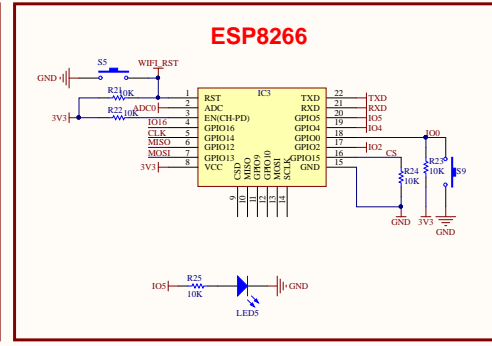 ESP8266
S5
WIFI_RST
GND
R21
10K
IC3
1 RST TXD 22 TXD
ADC0 2 ADC RXD 21 RXD
3V3 R22 10K 3 EN(CH-PD) GPIO5 20 IO5
IO16 4 GPIO16 GPIO4 19 IO4
CLK 5 GPIO14 GPIO0 18 IO0
MISO 6 GPIO12 GPIO2 17 IO2
MOSI 7 GPIO13 GPIO15 16 CS
3V3 8 VCC GND 15
CSD MISO GPIO9 GPIO10 MOSI SCLK
9 10 11 12 13 14
R24
10K
R23
10K
S9
GND 3V3
GND
IO5 R25
10K
GND
LED5